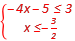 -4x - 5 ≤ 3
x ≤ -3/2